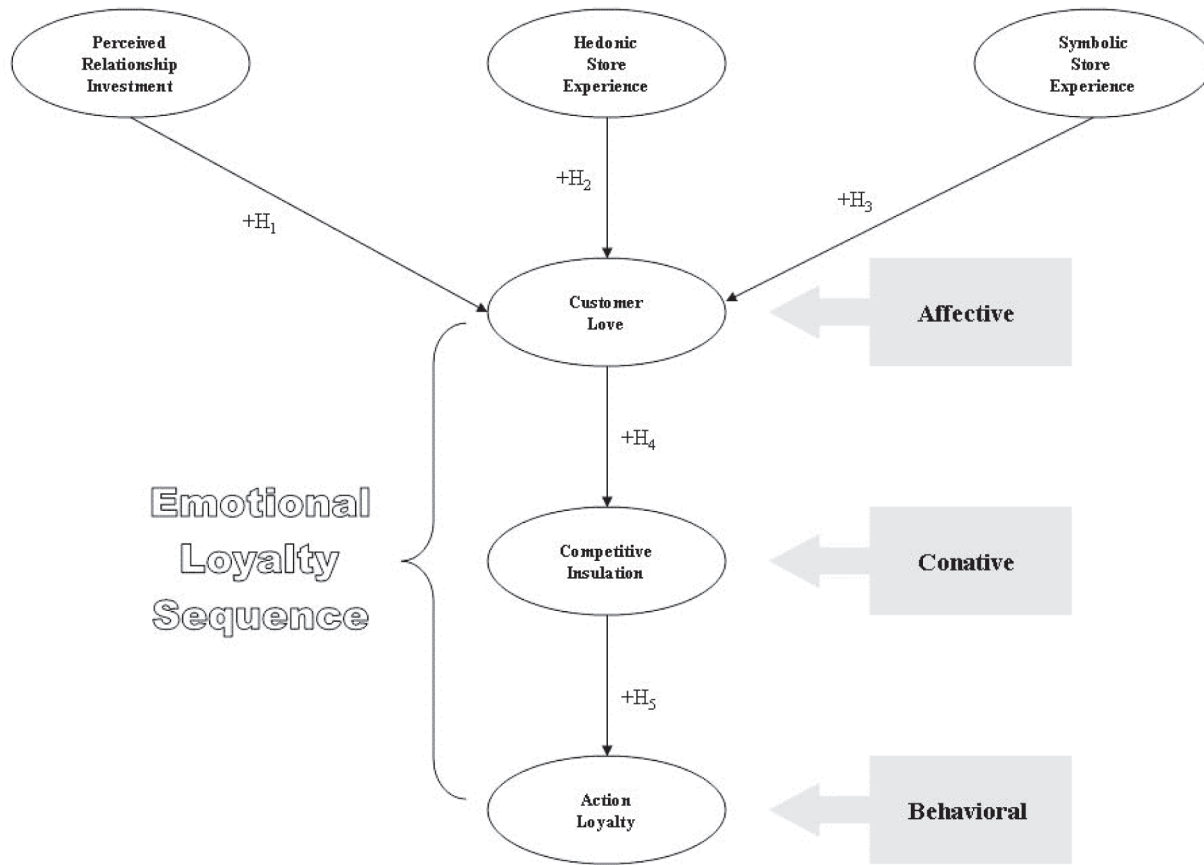 Perceived
Relationship
Investment
Hedonic
Store
Experience
Symbolic
Store
Experience
+H₁
+H₂
+H₃
Customer
Love
Affective
+H₄
Emotional
Loyalty
Sequence
Competitive
Insulation
Conative
+H₅
Action
Loyalty
Behavioral